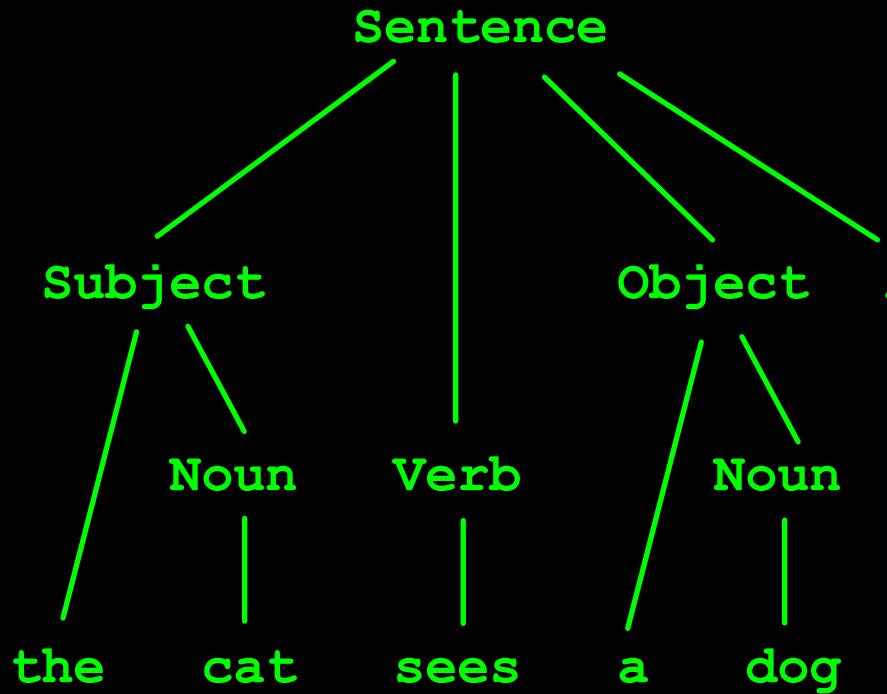 Sentence
Subject Object
Noun Verb Noun
the cat sees a dog